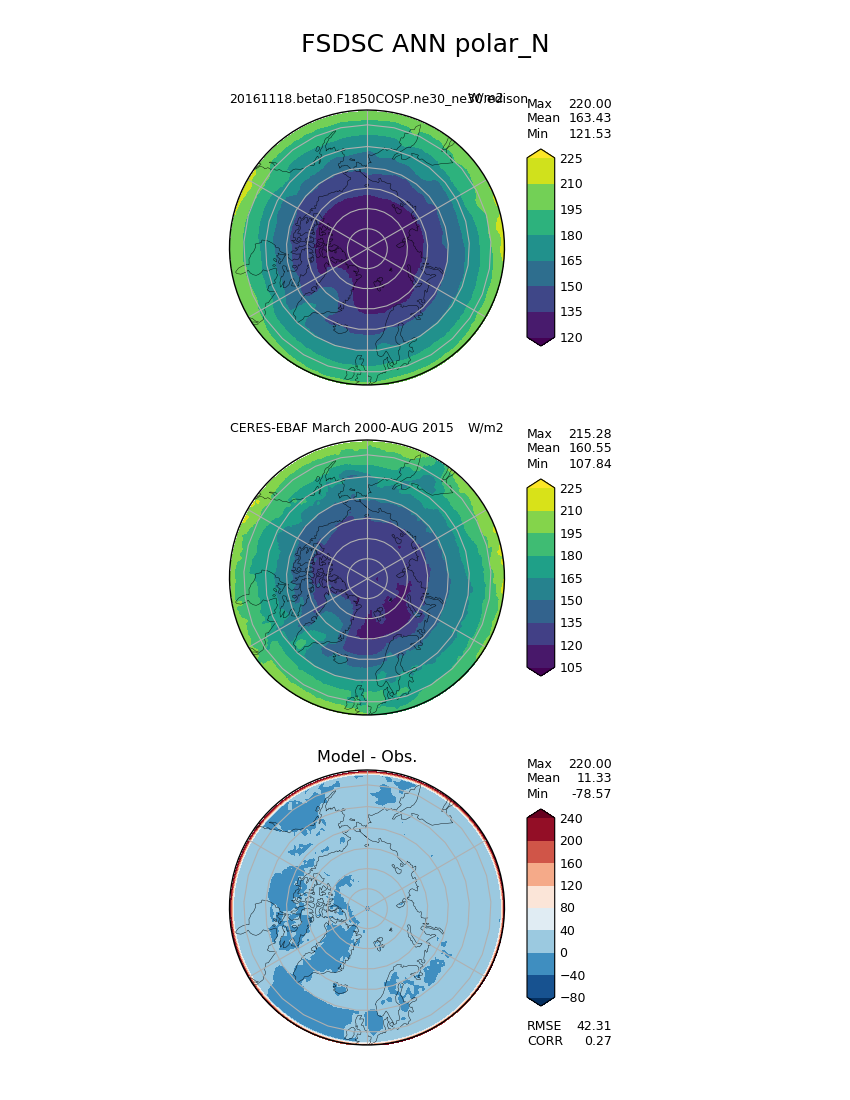 FSDSC ANN polar_N
20161118.beta0.F1850COSP.ne30_ne30.edison W/m2
Max 220.00
Mean 163.43
Min 121.53
225
210
195
180
165
150
135
120
CERES-EBAF March 2000-AUG 2015 W/m2
Max 215.28
Mean 160.55
Min 107.84
225
210
195
180
165
150
135
120
105
Model - Obs.
Max 220.00
Mean 11.33
Min -78.57
240
200
160
120
80
40
0
−40
−80
RMSE 42.31
CORR 0.27